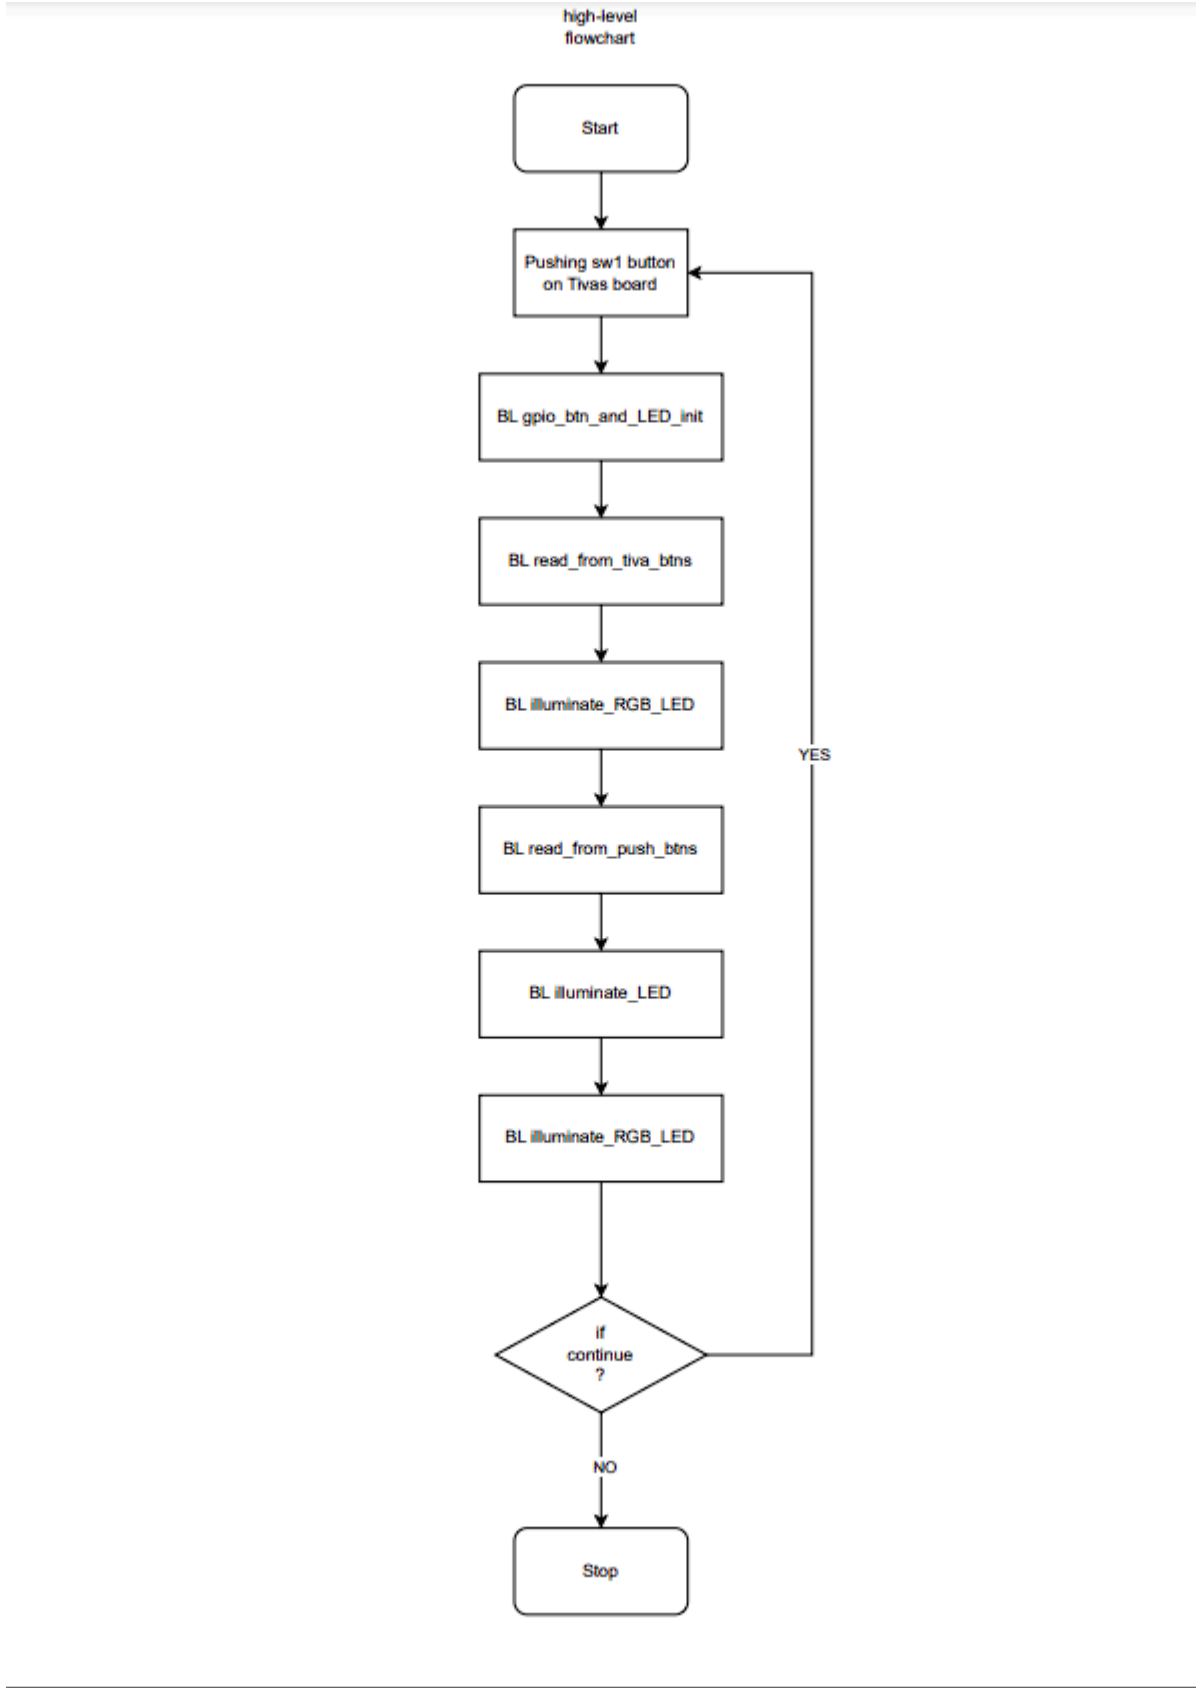 high-level
flowchart
Start
Pushing sw1 button
on Tivas board
BL gpio_btn_and_LED_init
BL read_from_tiva_btns
BL illuminate_RGB_LED
YES
BL read_from_push_btns
BL illuminate_LED
BL illuminate_RGB_LED
if
continue
?
NO
Stop